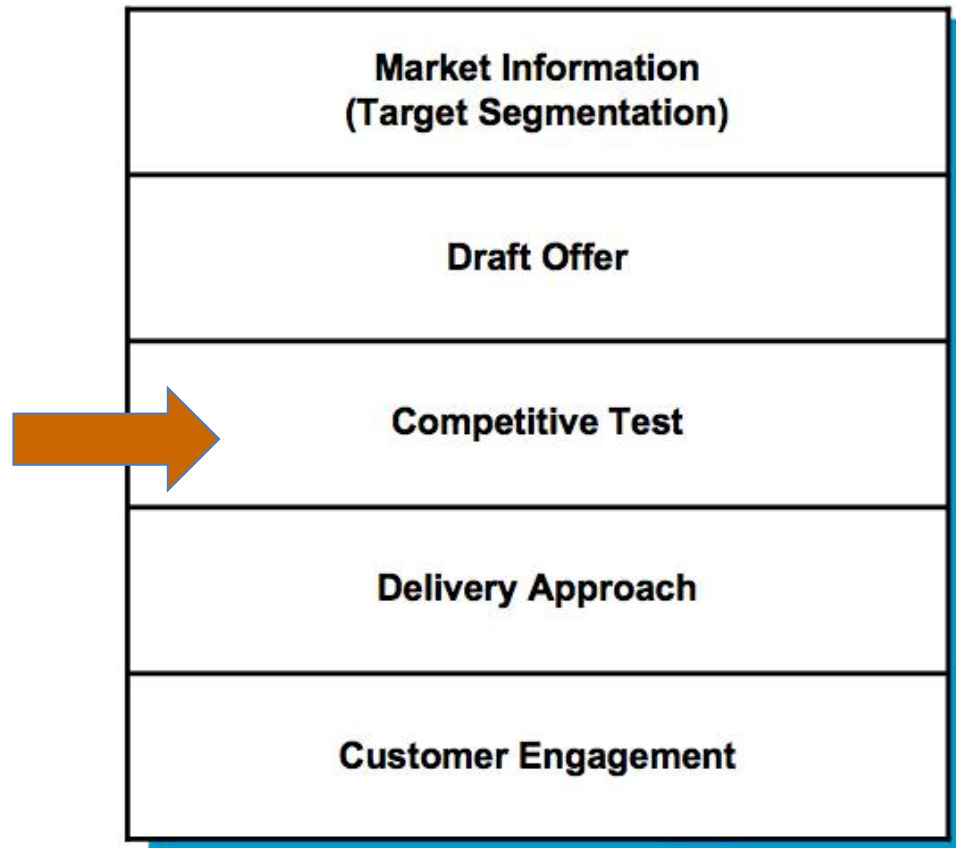 Market Information
(Target Segmentation)
Draft Offer
Competitive Test
Delivery Approach
Customer Engagement